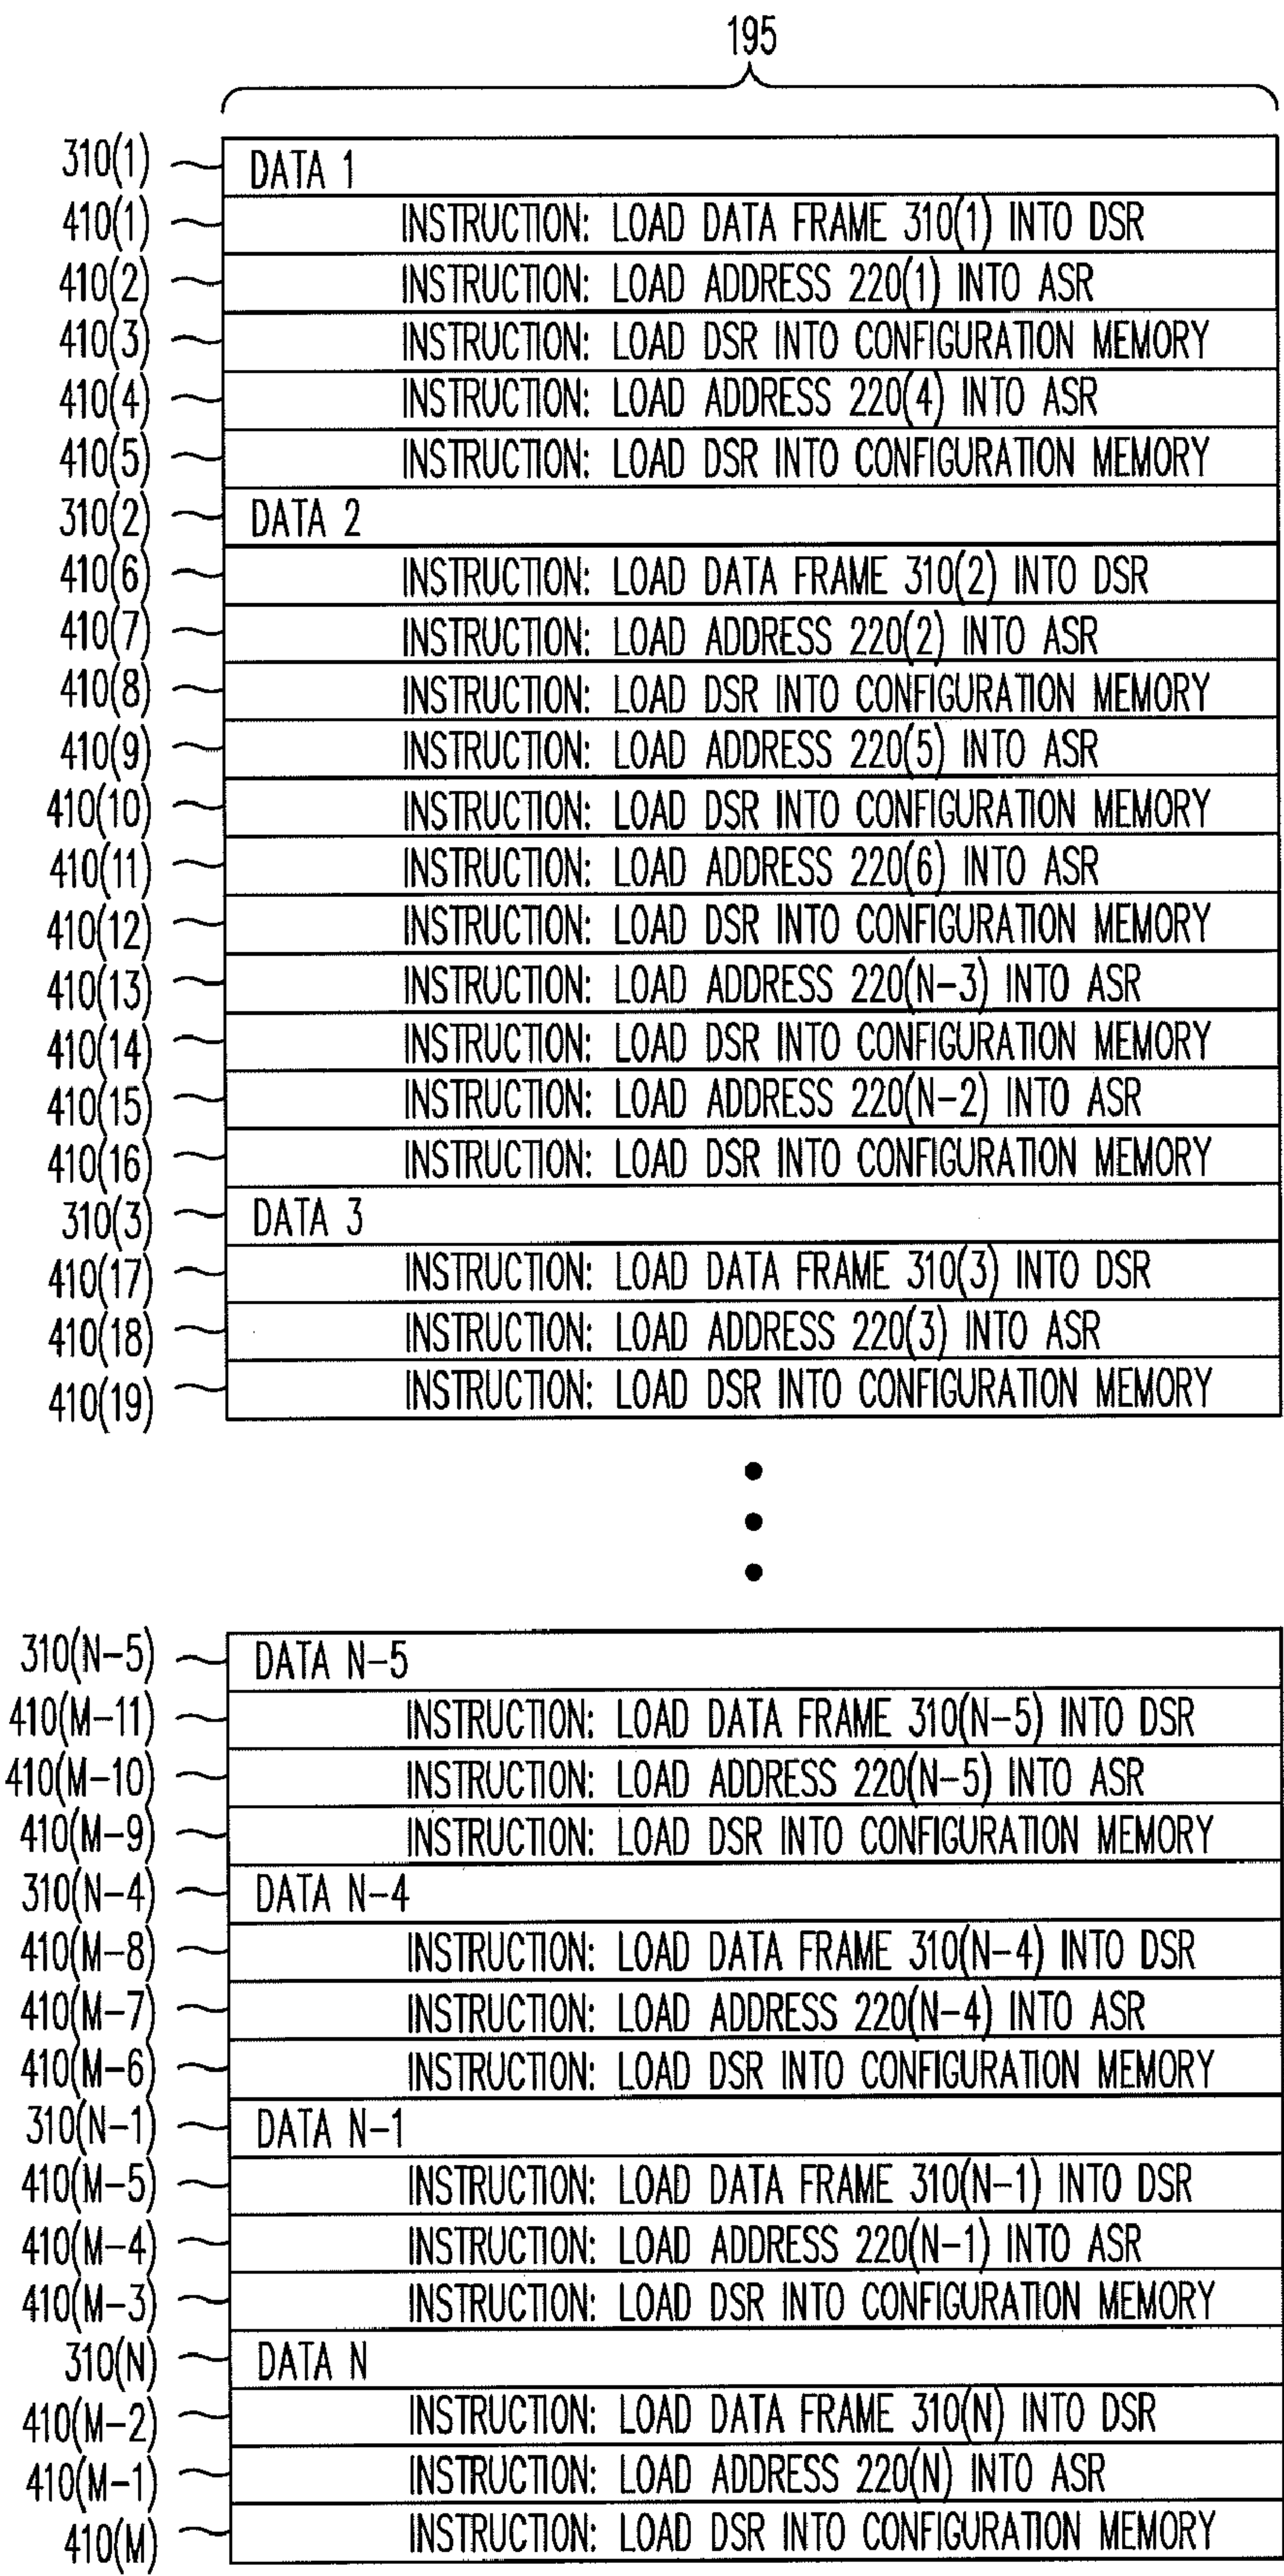 195
310(1) DATA 1
410(1) INSTRUCTION: LOAD DATA FRAME 310(1) INTO DSR
410(2) INSTRUCTION: LOAD ADDRESS 220(1) INTO ASR
410(3) INSTRUCTION: LOAD DSR INTO CONFIGURATION MEMORY
410(4) INSTRUCTION: LOAD ADDRESS 220(4) INTO ASR
410(5) INSTRUCTION: LOAD DSR INTO CONFIGURATION MEMORY
310(2) DATA 2
410(6) INSTRUCTION: LOAD DATA FRAME 310(2) INTO DSR
410(7) INSTRUCTION: LOAD ADDRESS 220(2) INTO ASR
410(8) INSTRUCTION: LOAD DSR INTO CONFIGURATION MEMORY
410(9) INSTRUCTION: LOAD ADDRESS 220(5) INTO ASR
410(10) INSTRUCTION: LOAD DSR INTO CONFIGURATION MEMORY
410(11) INSTRUCTION: LOAD ADDRESS 220(6) INTO ASR
410(12) INSTRUCTION: LOAD DSR INTO CONFIGURATION MEMORY
410(13) INSTRUCTION: LOAD ADDRESS 220(N-3) INTO ASR
410(14) INSTRUCTION: LOAD DSR INTO CONFIGURATION MEMORY
410(15) INSTRUCTION: LOAD ADDRESS 220(N-2) INTO ASR
410(16) INSTRUCTION: LOAD DSR INTO CONFIGURATION MEMORY
310(3) DATA 3
410(17) INSTRUCTION: LOAD DATA FRAME 310(3) INTO DSR
410(18) INSTRUCTION: LOAD ADDRESS 220(3) INTO ASR
410(19) INSTRUCTION: LOAD DSR INTO CONFIGURATION MEMORY
310(N-5) DATA N-5
410(M-11) INSTRUCTION: LOAD DATA FRAME 310(N-5) INTO DSR
410(M-10) INSTRUCTION: LOAD ADDRESS 220(N-5) INTO ASR
410(M-9) INSTRUCTION: LOAD DSR INTO CONFIGURATION MEMORY
310(N-4) DATA N-4
410(M-8) INSTRUCTION: LOAD DATA FRAME 310(N-4) INTO DSR
410(M-7) INSTRUCTION: LOAD ADDRESS 220(N-4) INTO ASR
410(M-6) INSTRUCTION: LOAD DSR INTO CONFIGURATION MEMORY
310(N-1) DATA N-1
410(M-5) INSTRUCTION: LOAD DATA FRAME 310(N-1) INTO DSR
410(M-4) INSTRUCTION: LOAD ADDRESS 220(N-1) INTO ASR
410(M-3) INSTRUCTION: LOAD DSR INTO CONFIGURATION MEMORY
310(N) DATA N
410(M-2) INSTRUCTION: LOAD DATA FRAME 310(N) INTO DSR
410(M-1) INSTRUCTION: LOAD ADDRESS 220(N) INTO ASR
410(M) INSTRUCTION: LOAD DSR INTO CONFIGURATION MEMORY